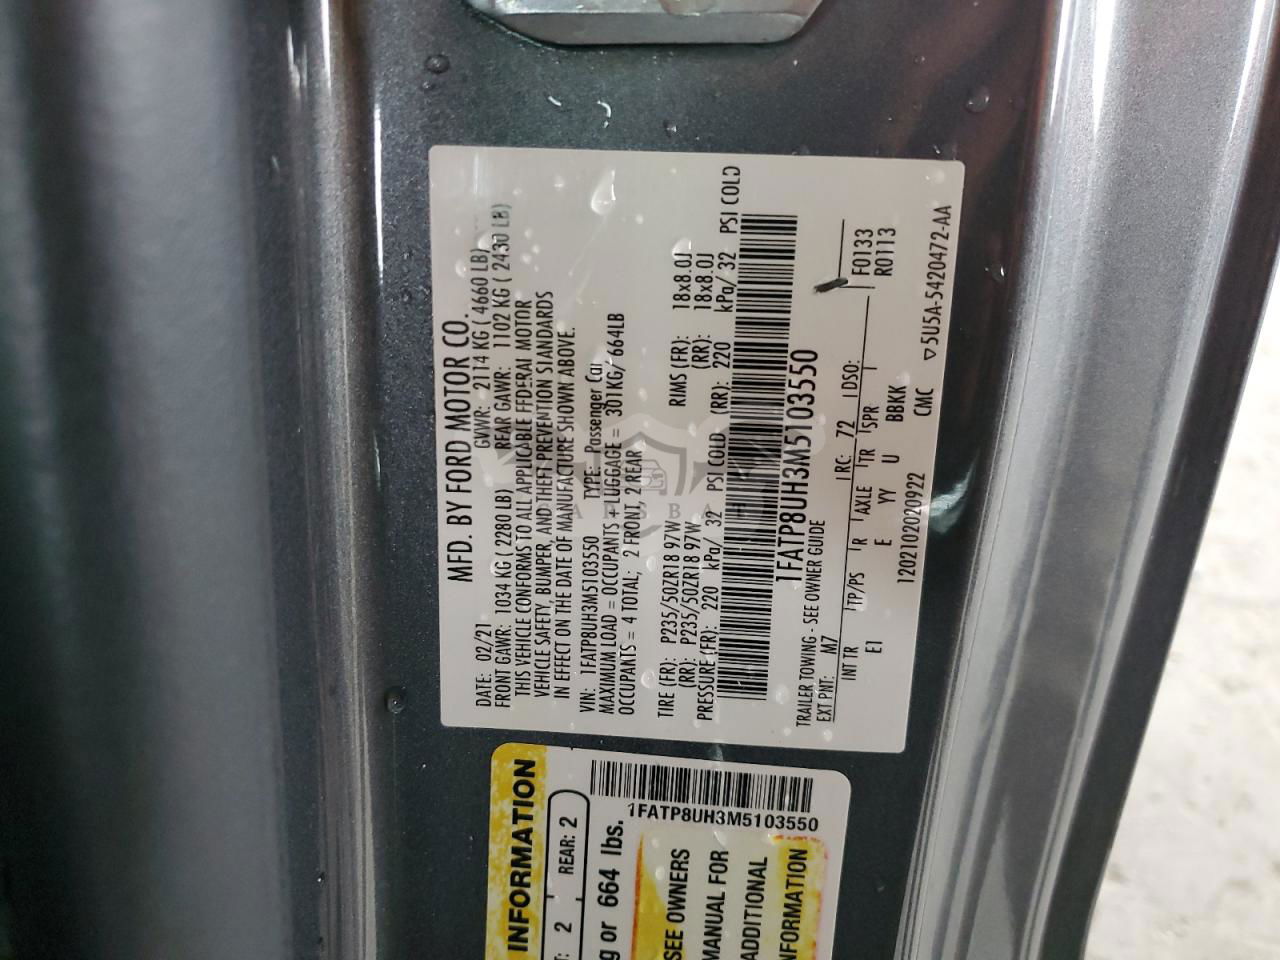 MFD. BY FORD MOTOR CO.
DATE: 02/21 GVWR: 2114 KG ( 4660 LB)
FRONT GAWR: 1034 KG ( 2280 LB) REAR GAWR: 1102 KG ( 2430 LB)
THIS VEHICLE CONFORMS TO ALL APPLICABLE FEDERAL MOTOR
VEHICLE SAFETY, BUMPER, AND THEFT PREVENTION STANDARDS
IN EFFECT ON THE DATE OF MANUFACTURE SHOWN ABOVE.
VIN: 1FATP8UH3M5103550 TYPE: Passenger Car
MAXIMUM LOAD = OCCUPANTS + LUGGAGE = 301KG/ 664LB
OCCUPANTS = 4 TOTAL; 2 FRONT, 2 REAR
TIRE (FR): P235/50ZR18 97W RIMS (FR): 18x8.0J
(RR): P235/50ZR18 97W (RR): 18x8.0J
PRESSURE (FR): 220 kPa/ 32 PSI COLD (RR): 220 kPa/ 32 PSI COLD
1FATP8UH3M5103550
TRAILER TOWING - SEE OWNER GUIDE
EXT PNT: M7 RC: 72 DSO:
INT TR TP/PS R AXLE TR SPR F0133
E1 E YY U BBKK R0113
1202102020922 CMC ▽5U5A-5420472-AA
INFORMATION
2 REAR: 2
g or 664 lbs.
1FATP8UH3M5103550
SEE OWNERS
MANUAL FOR
ADDITIONAL
INFORMATION